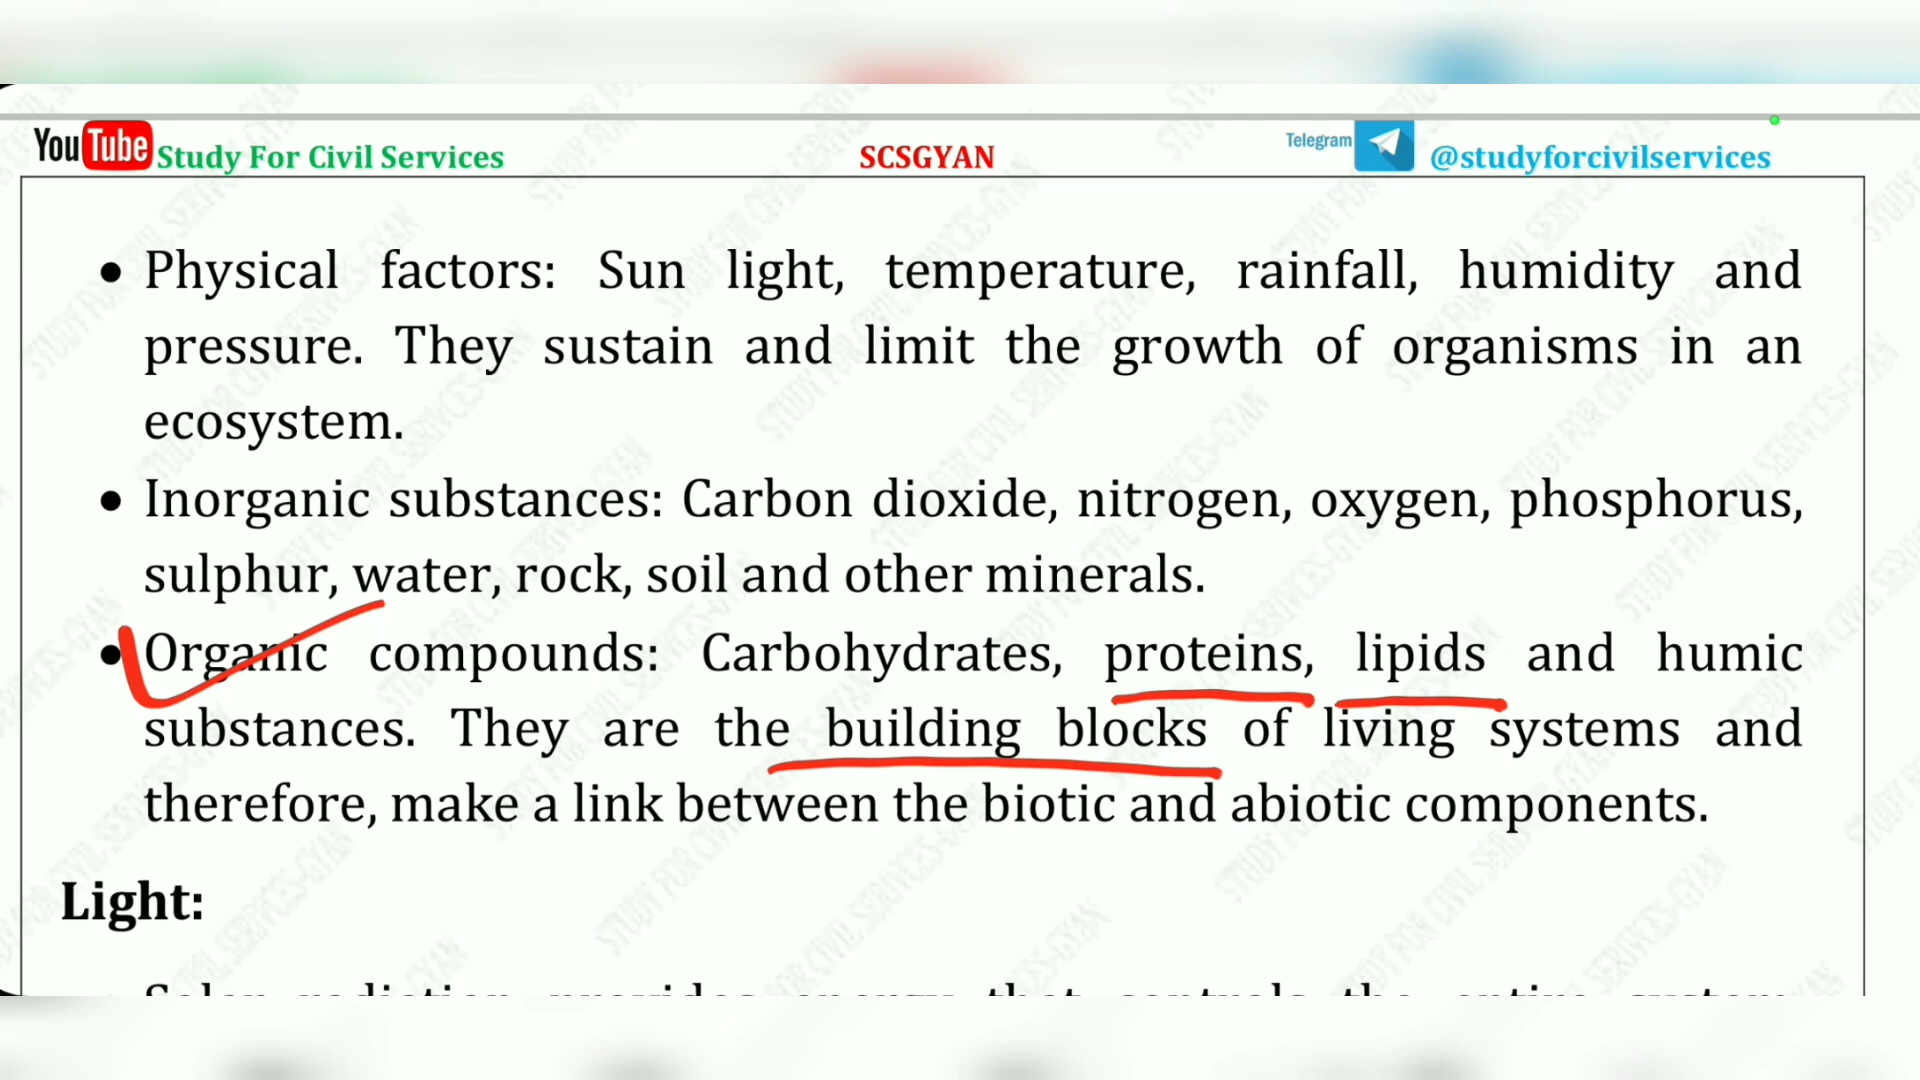 YouTube Study For Civil Services SCSGYAN Telegram @studyforcivilservices
• Physical factors: Sun light, temperature, rainfall, humidity and
pressure. They sustain and limit the growth of organisms in an
ecosystem.
• Inorganic substances: Carbon dioxide, nitrogen, oxygen, phosphorus,
sulphur, water, rock, soil and other minerals.
• Organic compounds: Carbohydrates, proteins, lipids and humic
substances. They are the building blocks of living systems and
therefore, make a link between the biotic and abiotic components.
Light: